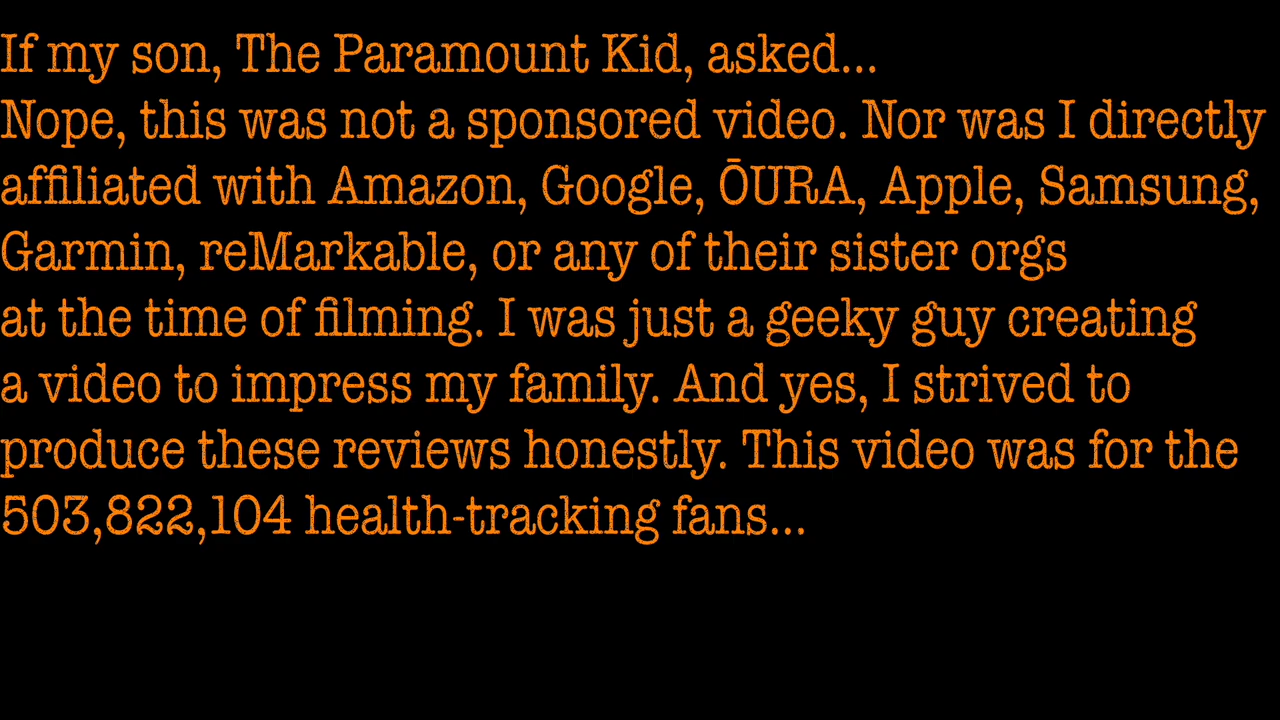 If my son, The Paramount Kid, asked...
Nope, this was not a sponsored video. Nor was I directly
affiliated with Amazon, Google, ŌURA, Apple, Samsung,
Garmin, reMarkable, or any of their sister orgs
at the time of filming. I was just a geeky guy creating
a video to impress my family. And yes, I strived to
produce these reviews honestly. This video was for the
503,822,104 health-tracking fans...